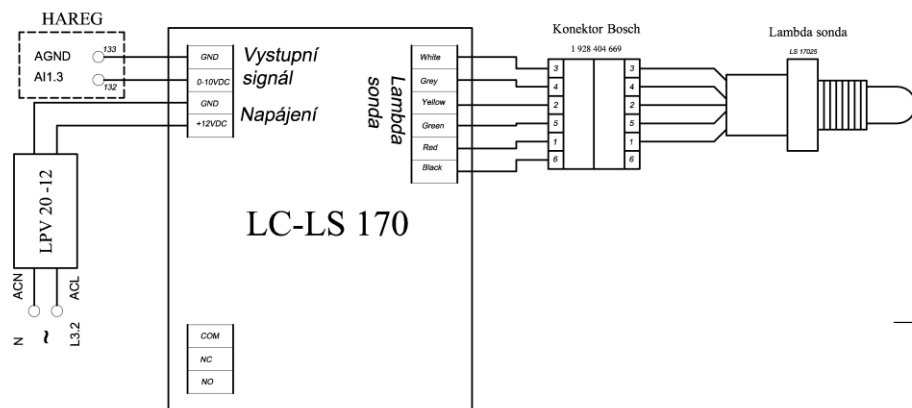 HAREG
AGND 133
AI1.3 132
GND
0-10VDC
GND
+12VDC
Vystupní
signál
Napájení
White
Grey
Yellow
Green
Red
Black
Lambda
sonda
Konektor Bosch
1 928 404 669
3 3
4 4
2 2
5 5
1 1
6 6
Lambda sonda
LS 17025
LPV 20 -12
LC-LS 170
ACN
ACL
N
~
L3.2
COM
NC
NO